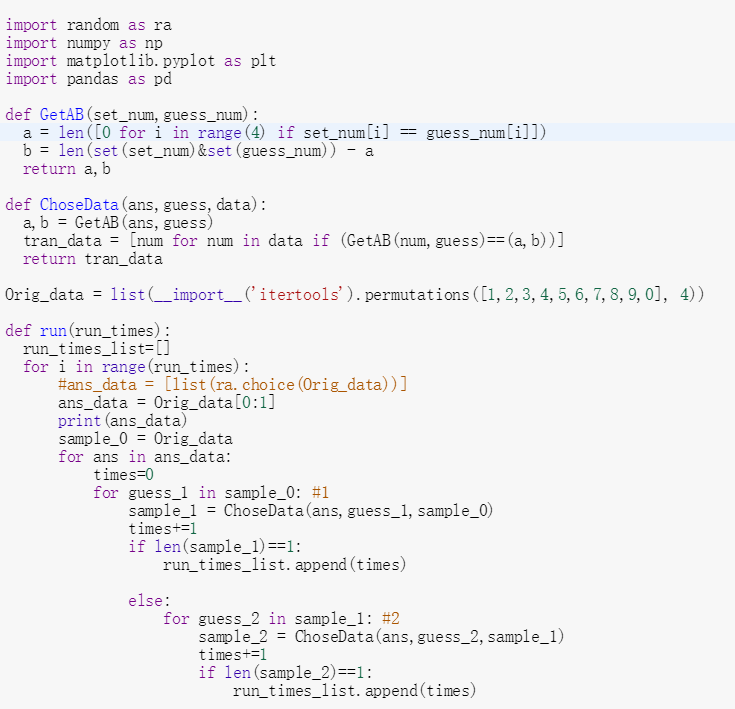 import random as ra
import numpy as np
import matplotlib.pyplot as plt
import pandas as pd

def GetAB(set_num,guess_num):
  a = len([0 for i in range(4) if set_num[i] == guess_num[i]])
  b = len(set(set_num)&set(guess_num)) - a
  return a,b

def ChoseData(ans,guess,data):
  a,b = GetAB(ans,guess)
  tran_data = [num for num in data if (GetAB(num,guess)==(a,b))]
  return tran_data

Orig_data = list(__import__('itertools').permutations([1,2,3,4,5,6,7,8,9,0], 4))

def run(run_times):
  run_times_list=[]
  for i in range(run_times):
      #ans_data = [list(ra.choice(Orig_data))]
      ans_data = Orig_data[0:1]
      print(ans_data)
      sample_0 = Orig_data
      for ans in ans_data:
          times=0
          for guess_1 in sample_0: #1
              sample_1 = ChoseData(ans,guess_1,sample_0)
              times+=1
              if len(sample_1)==1:
                  run_times_list.append(times)

              else:
                  for guess_2 in sample_1: #2
                      sample_2 = ChoseData(ans,guess_2,sample_1)
                      times+=1
                      if len(sample_2)==1:
                          run_times_list.append(times)